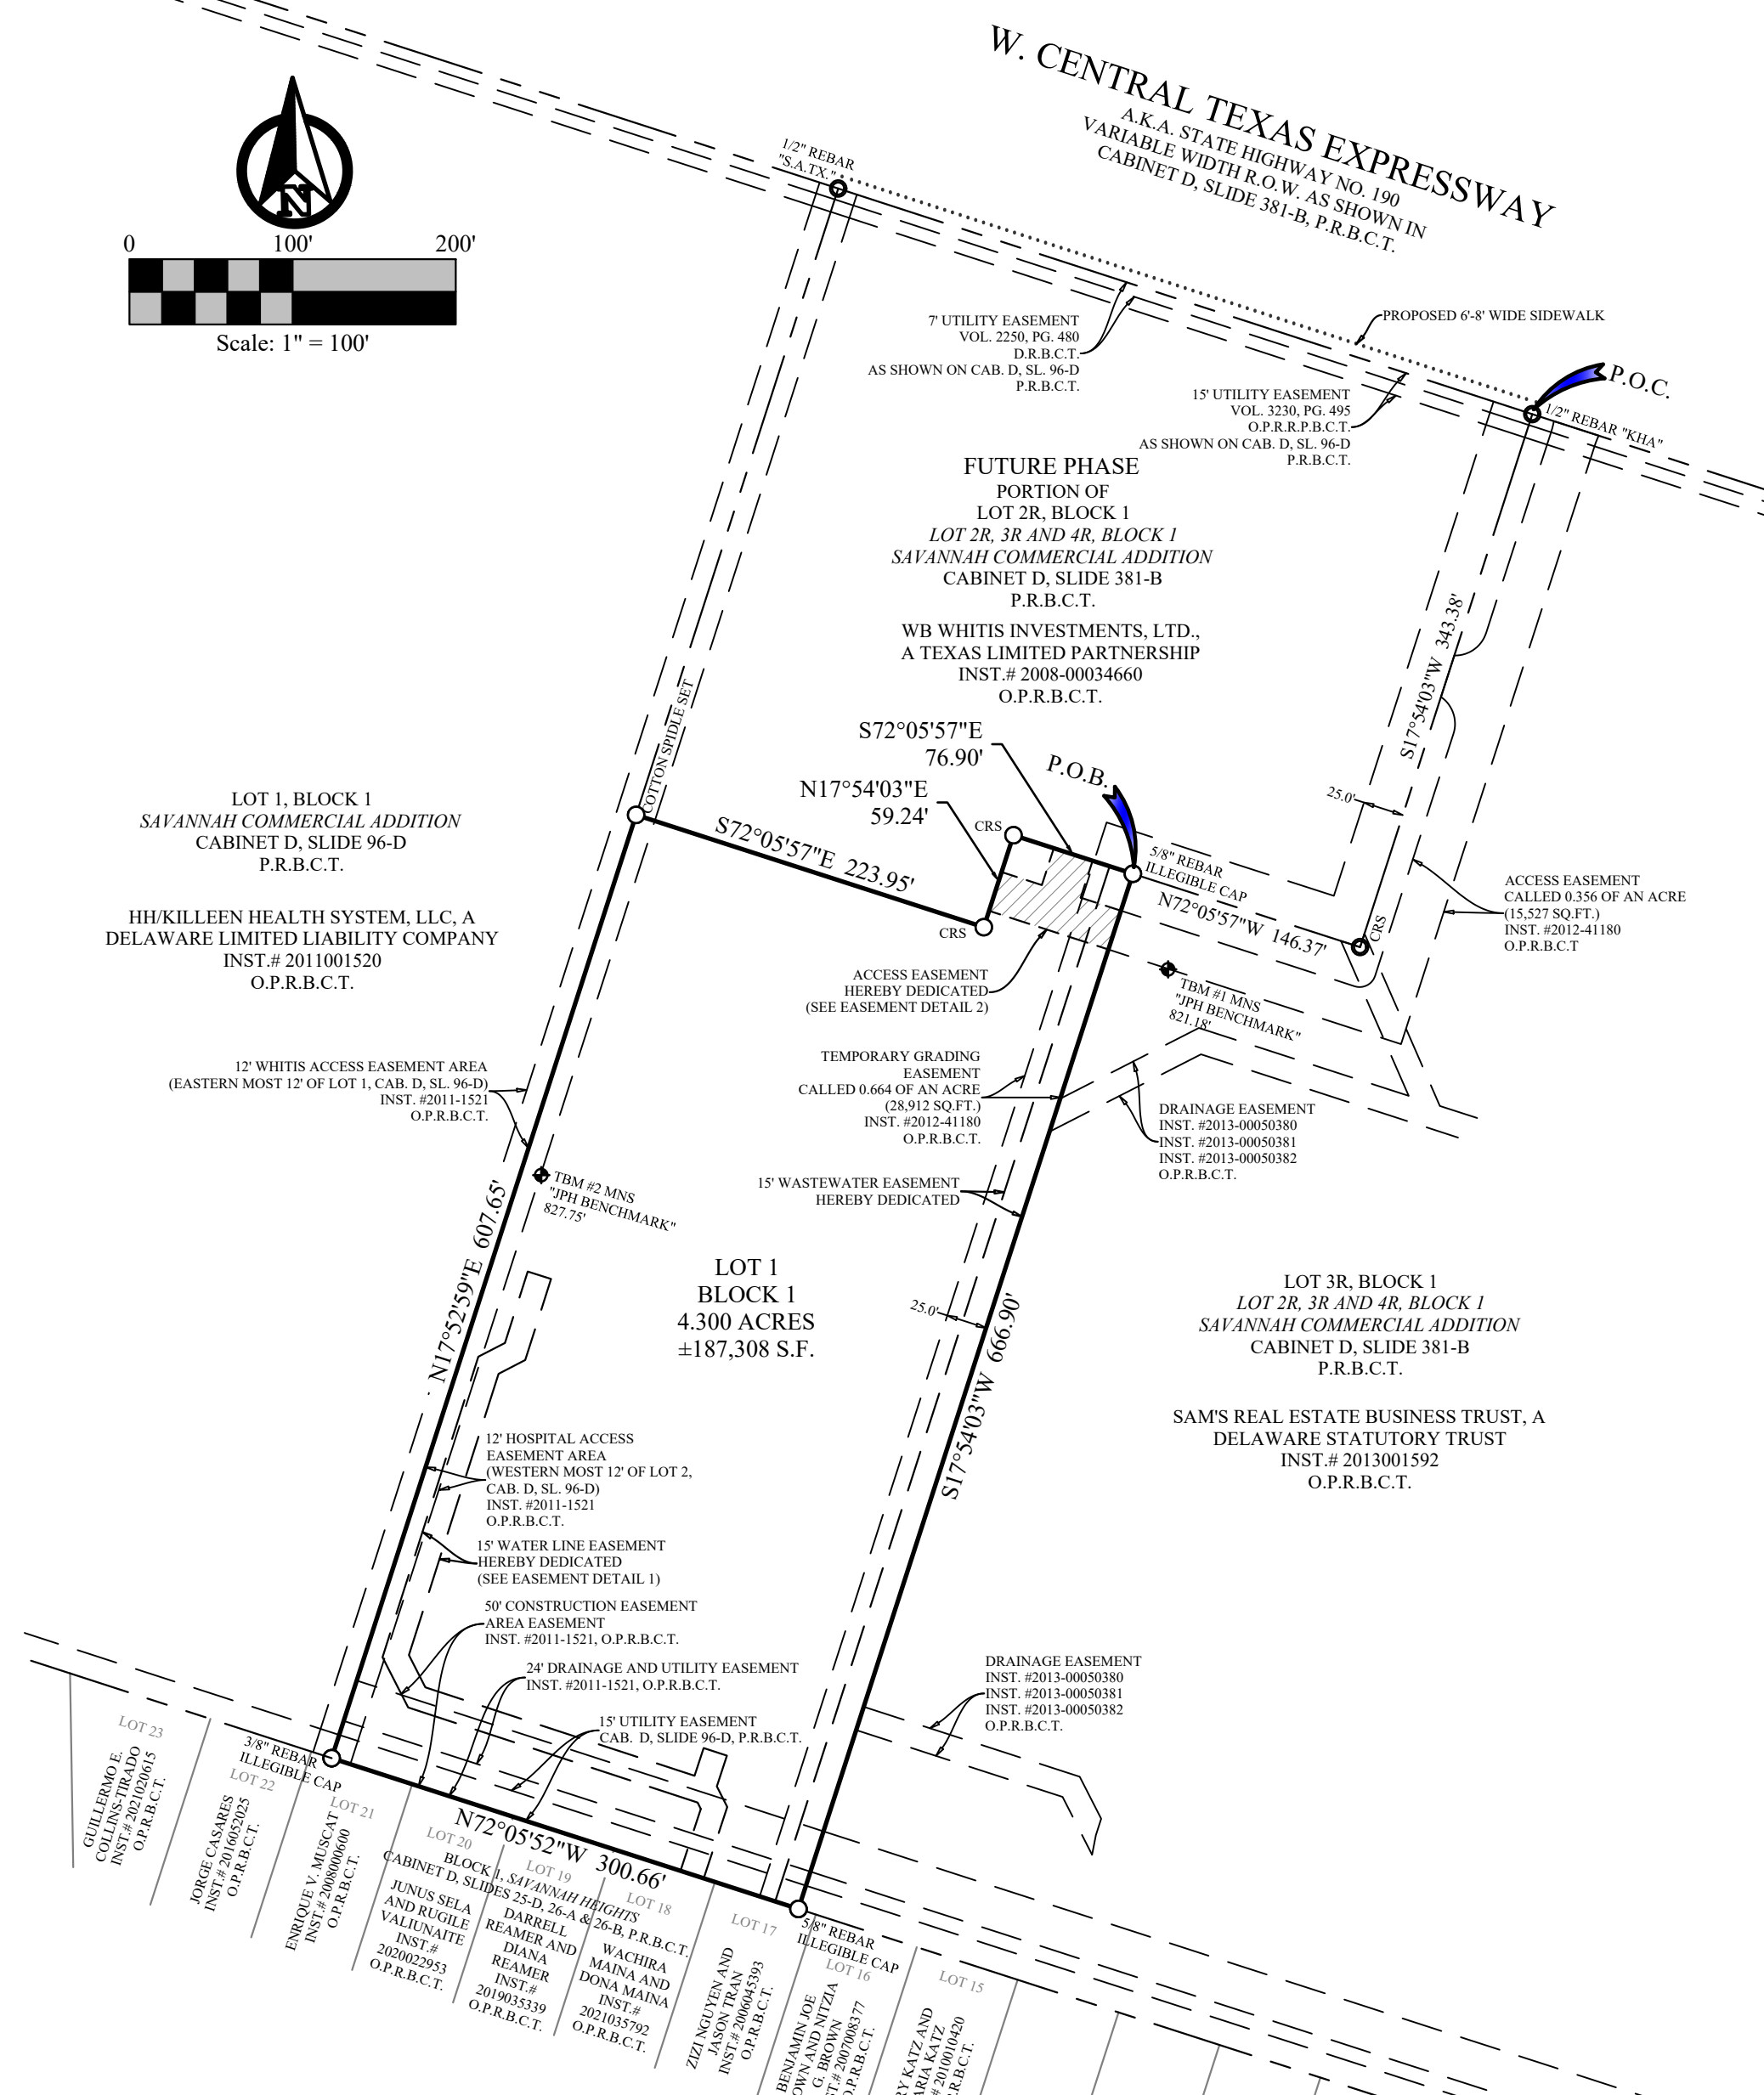 W. CENTRAL TEXAS EXPRESSWAY
A.K.A. STATE HIGHWAY NO. 190
VARIABLE WIDTH R.O.W. AS SHOWN IN
CABINET D, SLIDE 381-B, P.R.B.C.T.
N
0 100' 200'
Scale: 1" = 100'
1/2" REBAR
"S.A.TX."
7' UTILITY EASEMENT
VOL. 2250, PG. 480
D.R.B.C.T.
AS SHOWN ON CAB. D, SL. 96-D
P.R.B.C.T.
PROPOSED 6'-8' WIDE SIDEWALK
P.O.C.
1/2" REBAR "KHA"
15' UTILITY EASEMENT
VOL. 3230, PG. 495
O.P.R.R.P.B.C.T.
AS SHOWN ON CAB. D, SL. 96-D
P.R.B.C.T.
FUTURE PHASE
PORTION OF
LOT 2R, BLOCK 1
LOT 2R, 3R AND 4R, BLOCK 1
SAVANNAH COMMERCIAL ADDITION
CABINET D, SLIDE 381-B
P.R.B.C.T.
WB WHITIS INVESTMENTS, LTD.,
A TEXAS LIMITED PARTNERSHIP
INST.# 2008-00034660
O.P.R.B.C.T.
S17°54'03"W 343.38'
COTTON SPIDLE SET
S72°05'57"E
76.90'
N17°54'03"E
59.24'
P.O.B.
25.0'
CRS
S72°05'57"E 223.95'
5/8" REBAR
ILLEGIBLE CAP
N72°05'57"W 146.37'
CRS
CRS
ACCESS EASEMENT
CALLED 0.356 OF AN ACRE
(15,527 SQ.FT.)
INST. #2012-41180
O.P.R.B.C.T
LOT 1, BLOCK 1
SAVANNAH COMMERCIAL ADDITION
CABINET D, SLIDE 96-D
P.R.B.C.T.
HH/KILLEEN HEALTH SYSTEM, LLC, A
DELAWARE LIMITED LIABILITY COMPANY
INST.# 2011001520
O.P.R.B.C.T.
ACCESS EASEMENT
HEREBY DEDICATED
(SEE EASEMENT DETAIL 2)
TBM #1 MNS
"JPH BENCHMARK"
821.18'
12' WHITIS ACCESS EASEMENT AREA
(EASTERN MOST 12' OF LOT 1, CAB. D, SL. 96-D)
INST. #2011-1521
O.P.R.B.C.T.
TEMPORARY GRADING
EASEMENT
CALLED 0.664 OF AN ACRE
(28,912 SQ.FT.)
INST. #2012-41180
O.P.R.B.C.T.
DRAINAGE EASEMENT
INST. #2013-00050380
INST. #2013-00050381
INST. #2013-00050382
O.P.R.B.C.T.
TBM #2 MNS
"JPH BENCHMARK"
827.75'
15' WASTEWATER EASEMENT
HEREBY DEDICATED
N17°52'59"E 607.65'
LOT 1
BLOCK 1
4.300 ACRES
±187,308 S.F.
25.0'
S17°54'03"W 666.90'
LOT 3R, BLOCK 1
LOT 2R, 3R AND 4R, BLOCK 1
SAVANNAH COMMERCIAL ADDITION
CABINET D, SLIDE 381-B
P.R.B.C.T.
SAM'S REAL ESTATE BUSINESS TRUST, A
DELAWARE STATUTORY TRUST
INST.# 2013001592
O.P.R.B.C.T.
12' HOSPITAL ACCESS
EASEMENT AREA
(WESTERN MOST 12' OF LOT 2,
CAB. D, SL. 96-D)
INST. #2011-1521
O.P.R.B.C.T.
15' WATER LINE EASEMENT
HEREBY DEDICATED
(SEE EASEMENT DETAIL 1)
50' CONSTRUCTION EASEMENT
AREA EASEMENT
INST. #2011-1521, O.P.R.B.C.T.
24' DRAINAGE AND UTILITY EASEMENT
INST. #2011-1521, O.P.R.B.C.T.
15' UTILITY EASEMENT
CAB. D, SLIDE 96-D, P.R.B.C.T.
DRAINAGE EASEMENT
INST. #2013-00050380
INST. #2013-00050381
INST. #2013-00050382
O.P.R.B.C.T.
3/8" REBAR
ILLEGIBLE CAP
N72°05'52"W 300.66'
BLOCK 1, SAVANNAH HEIGHTS
CABINET D, SLIDES 25-D, 26-A & 26-B, P.R.B.C.T.
5/8" REBAR
ILLEGIBLE CAP
LOT 23
GUILLERMO E.
COLLINS-TIRADO
INST.# 2021020615
O.P.R.B.C.T.
LOT 22
JORGE CASARES
INST.# 2016052025
O.P.R.B.C.T.
LOT 21
ENRIQUE V. MUSCAT
INST.# 2008000600
O.P.R.B.C.T.
LOT 20
JUNUS SELA
AND RUGILE
VALIUNAITE
INST.#
2020022953
O.P.R.B.C.T.
LOT 19
DARRELL
REAMER AND
DIANA
REAMER
INST.#
2019035339
O.P.R.B.C.T.
LOT 18
WACHIRA
MAINA AND
DONA MAINA
INST.#
2021035792
O.P.R.B.C.T.
LOT 17
ZIZI NGUYEN AND
JASON TRAN
INST.# 2006045393
O.P.R.B.C.T.
LOT 16
BENJAMIN JOE
OWN AND NITZIA
G. BROWN
ST.# 2007008377
O.P.R.B.C.T.
LOT 15
RY KATZ AND
ARIA KATZ
# 2010010420
P.R.B.C.T.